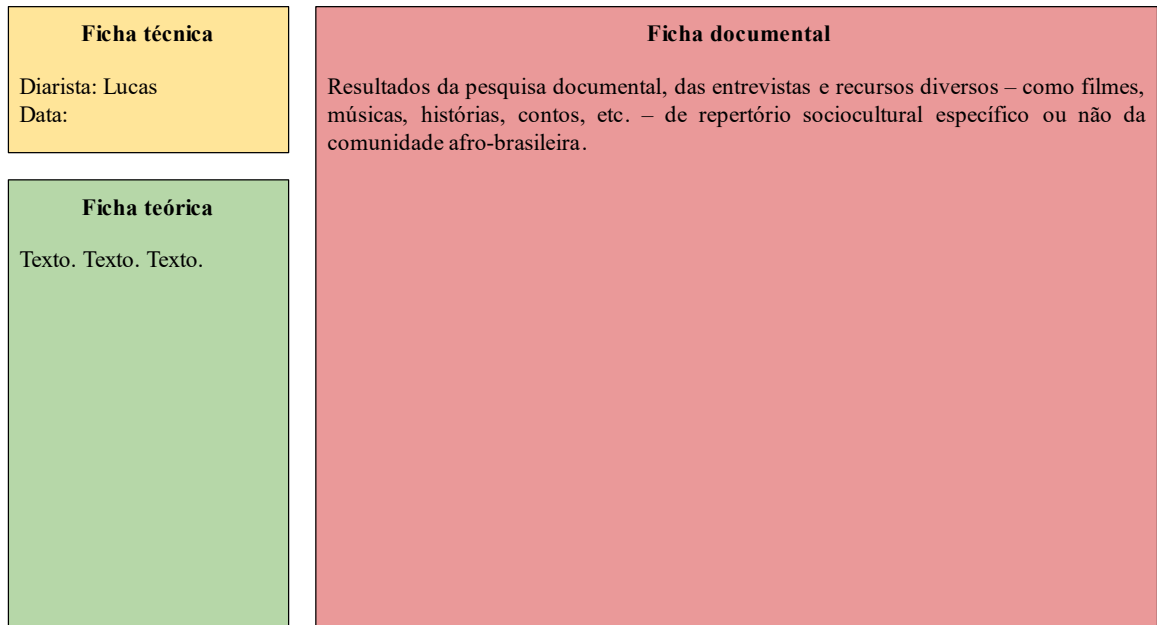 Ficha técnica
Diarista: Lucas
Data:
Ficha teórica
Texto. Texto. Texto.
Ficha documental
Resultados da pesquisa documental, das entrevistas e recursos diversos – como filmes,
músicas, histórias, contos, etc. – de repertório sociocultural específico ou não da
comunidade afro-brasileira.